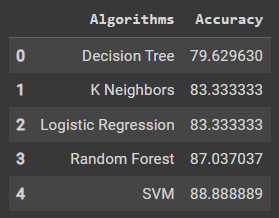 Algorithms Accuracy
0 Decision Tree 79.629630
1 K Neighbors 83.333333
2 Logistic Regression 83.333333
3 Random Forest 87.037037
4 SVM 88.888889